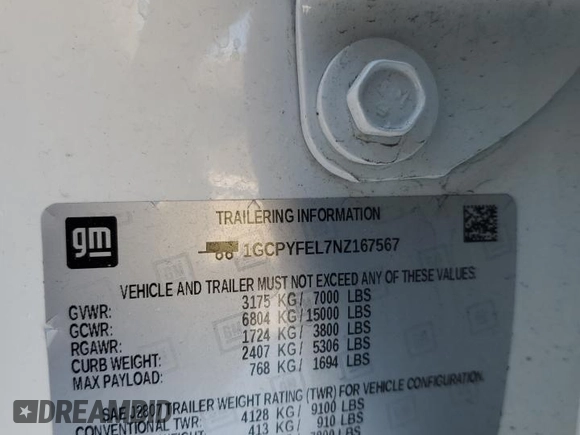 gm
TRAILERING INFORMATION
1GCPYFEL7NZ167567
VEHICLE AND TRAILER MUST NOT EXCEED ANY OF THESE VALUES:
GVWR: 3175 KG/ 7000 LBS
GCWR: 6804 KG/ 15000 LBS
RGAWR: 1724 KG/ 3800 LBS
CURB WEIGHT: 2407 KG/ 5306 LBS
MAX PAYLOAD: 768 KG/ 1694 LBS
SAE J2807 TRAILER WEIGHT RATING (TWR) FOR VEHICLE CONFIGURATION.
CONVENTIONAL TWR: 4128 KG/ 9100 LBS
413 KG/ 910 LBS
LBS
DREAMBID